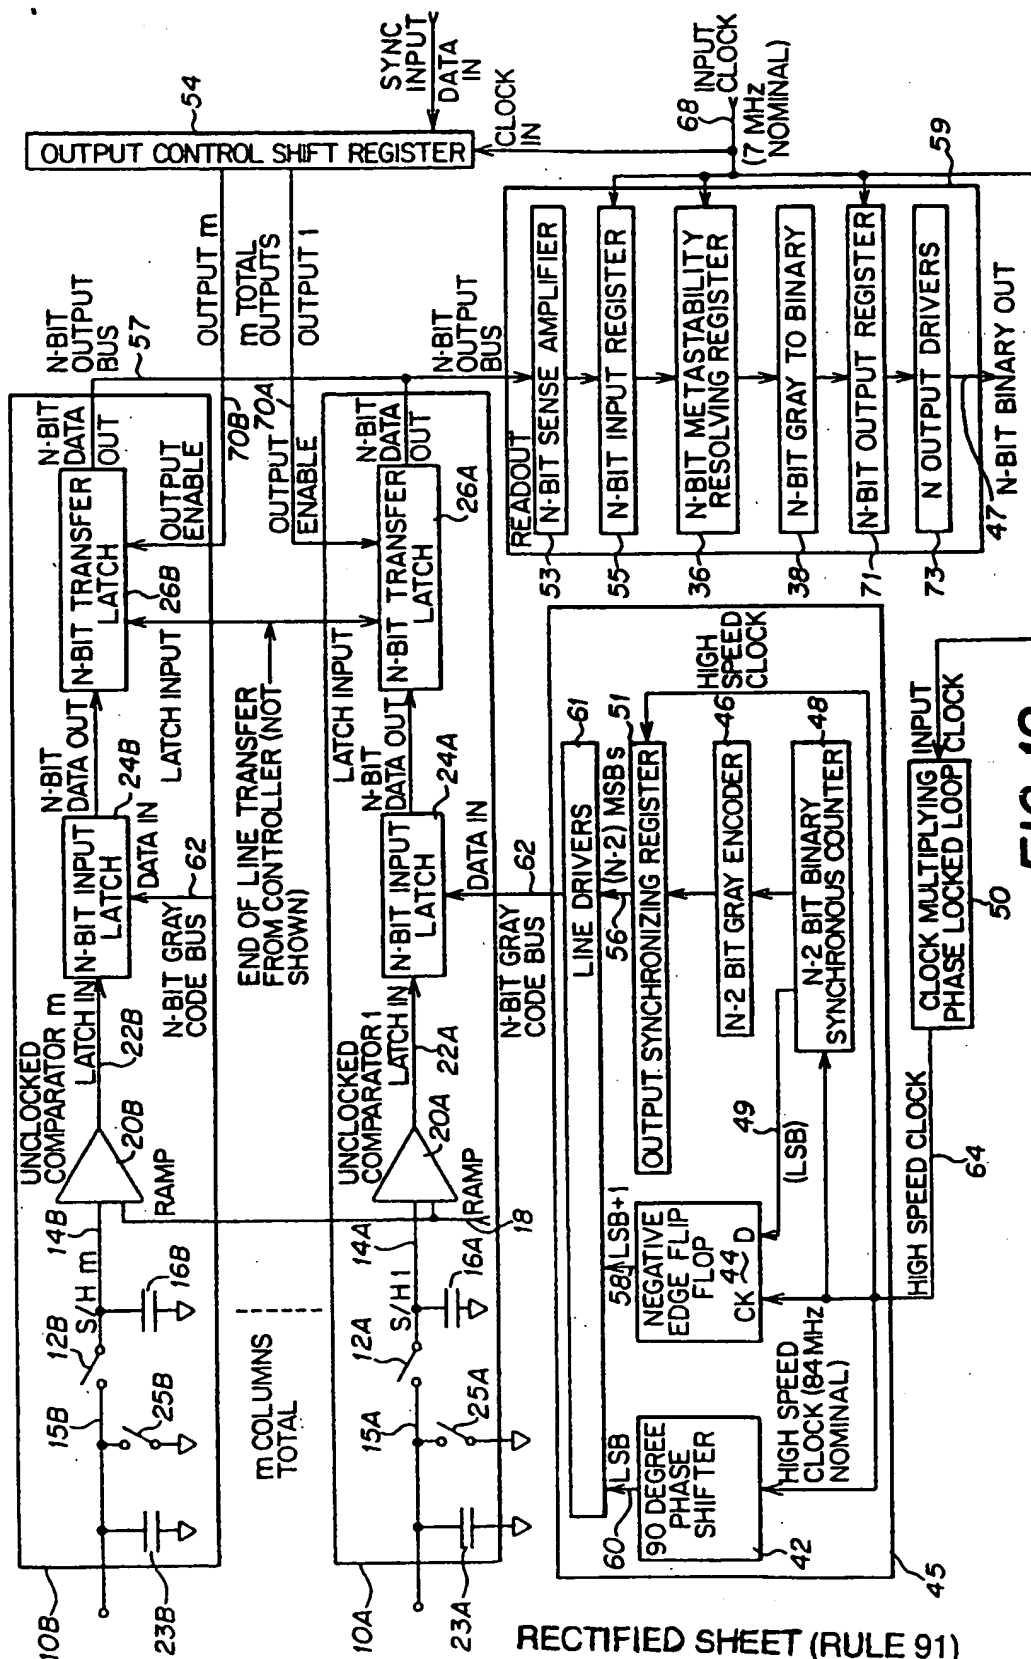 SYNC
INPUT
DATA
IN
54
OUTPUT CONTROL SHIFT REGISTER
CLOCK
IN
68
INPUT
CLOCK
(7 MHz
NOMINAL)
OUTPUT m
m TOTAL
OUTPUTS
OUTPUT 1
N-BIT
OUTPUT
BUS
57
70B
70A
N-BIT
OUTPUT
BUS
10B
23B
15B
25B
12B
S/H m
16B
14B
UNCLOCKED
COMPARATOR m
20B
RAMP
LATCH IN
22B
N-BIT INPUT
LATCH
24B
DATA IN
62
N-BIT GRAY
CODE BUS
N-BIT
DATA OUT
N-BIT TRANSFER
LATCH
26B
LATCH INPUT
OUTPUT
ENABLE
N-BIT
DATA
OUT
m COLUMNS
TOTAL
END OF LINE TRANSFER
FROM CONTROLLER (NOT
SHOWN)
10A
23A
15A
25A
12A
S/H 1
16A
14A
UNCLOCKED
COMPARATOR 1
20A
RAMP
18
LATCH IN
22A
N-BIT INPUT
LATCH
24A
DATA IN
62
N-BIT GRAY
CODE BUS
N-BIT
DATA OUT
N-BIT TRANSFER
LATCH
26A
LATCH INPUT
OUTPUT
ENABLE
N-BIT
DATA
OUT
READOUT
59
N-BIT SENSE AMPLIFIER
53
N-BIT INPUT REGISTER
55
N-BIT METASTABILITY
RESOLVING REGISTER
36
N-BIT GRAY TO BINARY
38
N-BIT OUTPUT REGISTER
71
N OUTPUT DRIVERS
73
47
N-BIT BINARY OUT
LINE DRIVERS
61
60
LSB
90 DEGREE
PHASE
SHIFTER
42
58
LSB+1
NEGATIVE
EDGE FLIP
FLOP
44
CK
D
56
(N-2) MSBs
51
OUTPUT SYNCHRONIZING REGISTER
N-2 BIT GRAY ENCODER
46
N-2 BIT BINARY
SYNCHRONOUS COUNTER
48
49
(LSB)
HIGH
SPEED
CLOCK
HIGH SPEED
CLOCK (84MHz
NOMINAL)
45
HIGH SPEED CLOCK
64
CLOCK MULTIPLYING
PHASE LOCKED LOOP
50
INPUT
CLOCK
RECTIFIED SHEET (RULE 91)